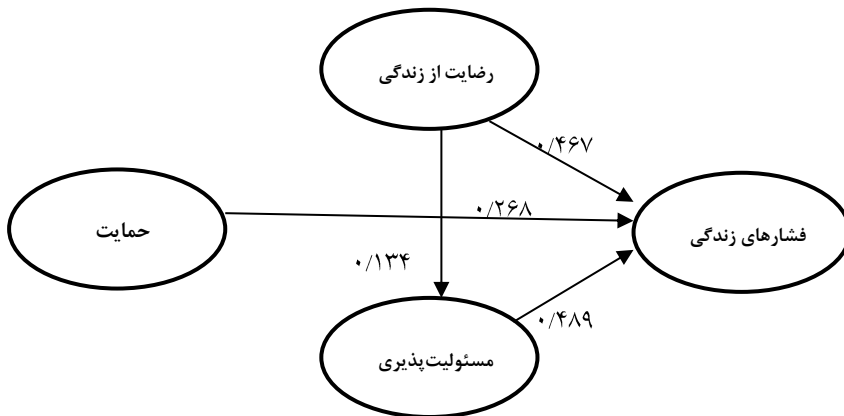 رضایت از زندگی
۰/۴۶۷
حمایت
۰/۲۶۸
فشارهای زندگی
۰/۱۳۴
۰/۴۸۹
مسئولیت‌پذیری